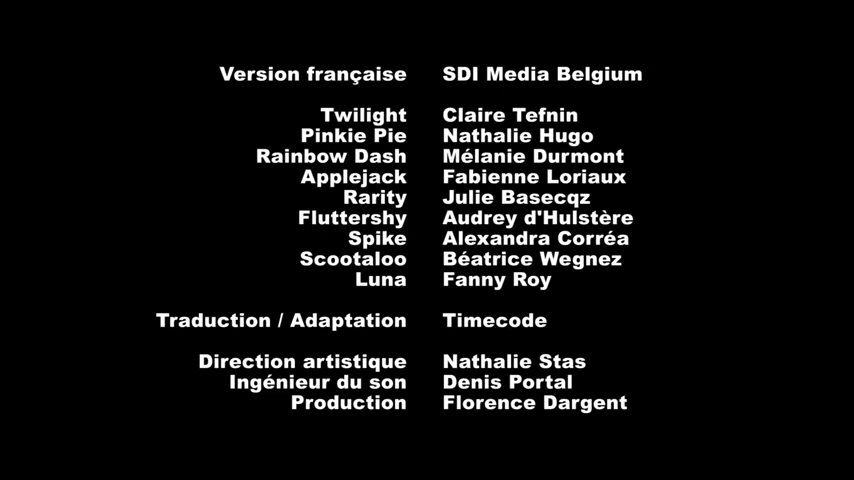 Version française SDI Media Belgium
Twilight Claire Tefnin
Pinkie Pie Nathalie Hugo
Rainbow Dash Mélanie Durmont
Applejack Fabienne Loriaux
Rarity Julie Basecqz
Fluttershy Audrey d'Hulstère
Spike Alexandra Corréa
Scootaloo Béatrice Wegnez
Luna Fanny Roy
Traduction / Adaptation Timecode
Direction artistique Nathalie Stas
Ingénieur du son Denis Portal
Production Florence Dargent